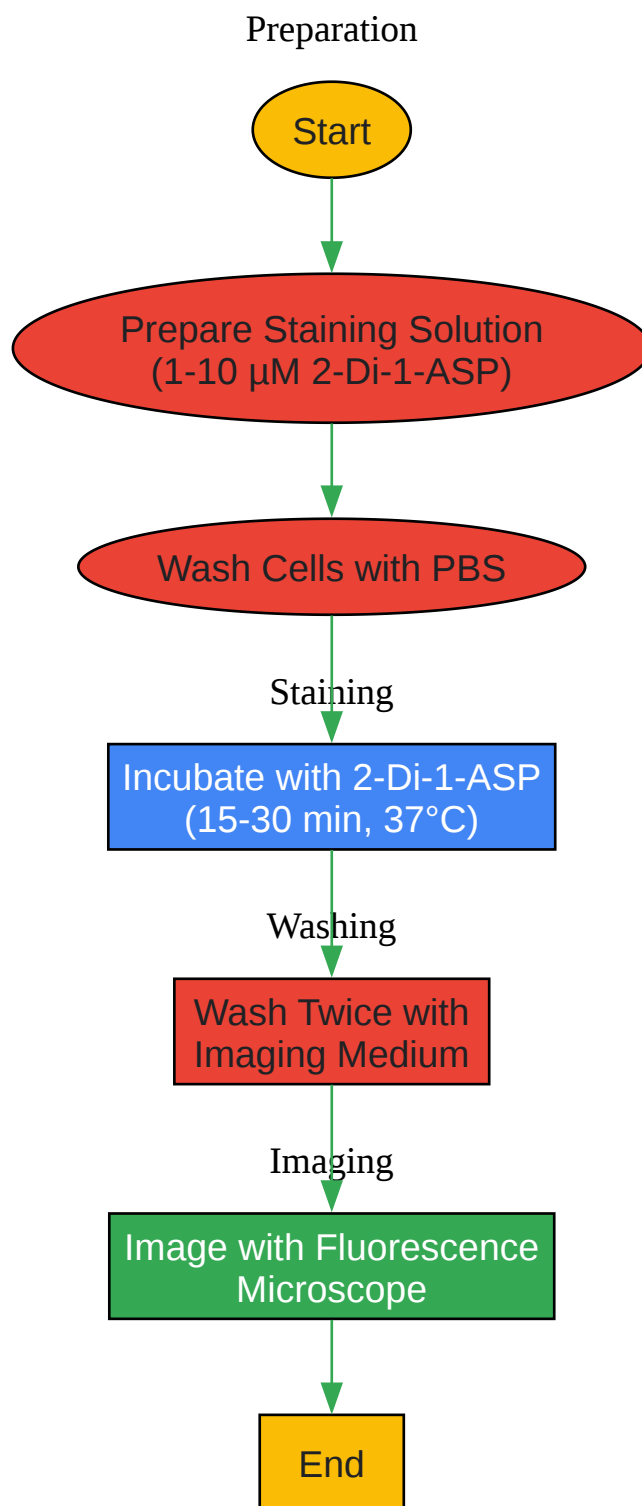 Preparation
Start
Prepare Staining Solution
(1-10 µM 2-Di-1-ASP)
Wash Cells with PBS
Staining
Incubate with 2-Di-1-ASP
(15-30 min, 37°C)
Washing
Wash Twice with
Imaging Medium
Imaging
Image with Fluorescence
Microscope
End